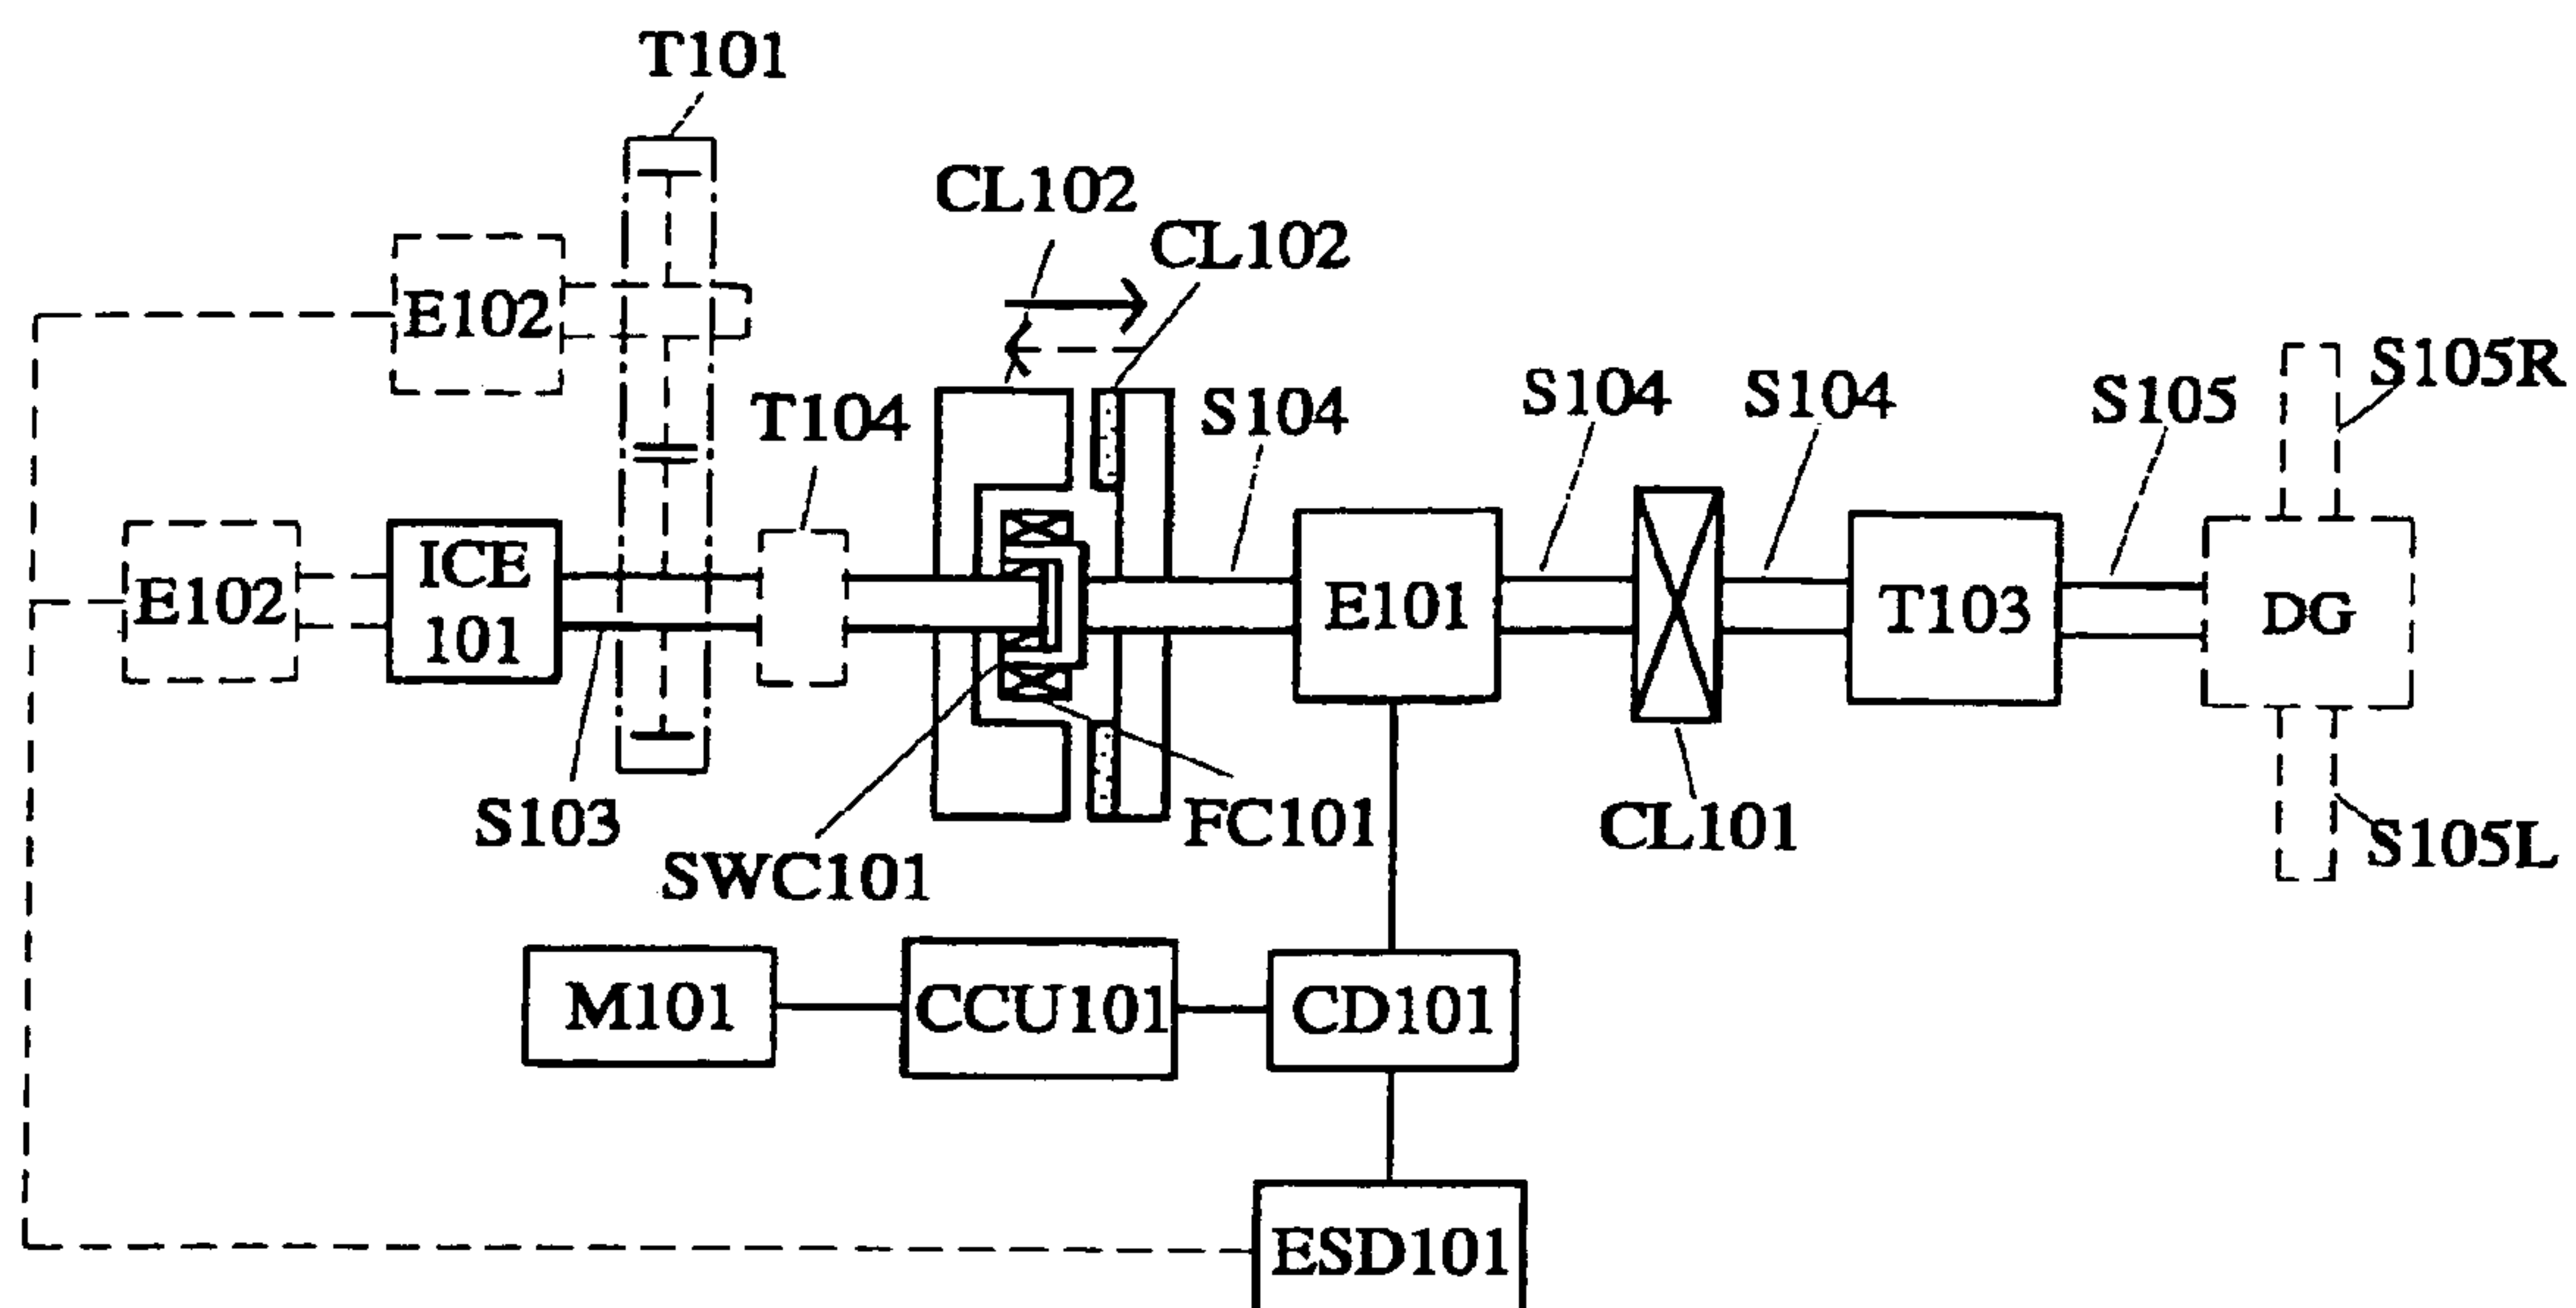 T101
CL102
CL102
E102
S105R
S104
S104
S104
S105
T104
ICE
101
E102
E101
T103
DG
S103
SWC101
FC101
CL101
S105L
M101
CCU101
CD101
ESD101